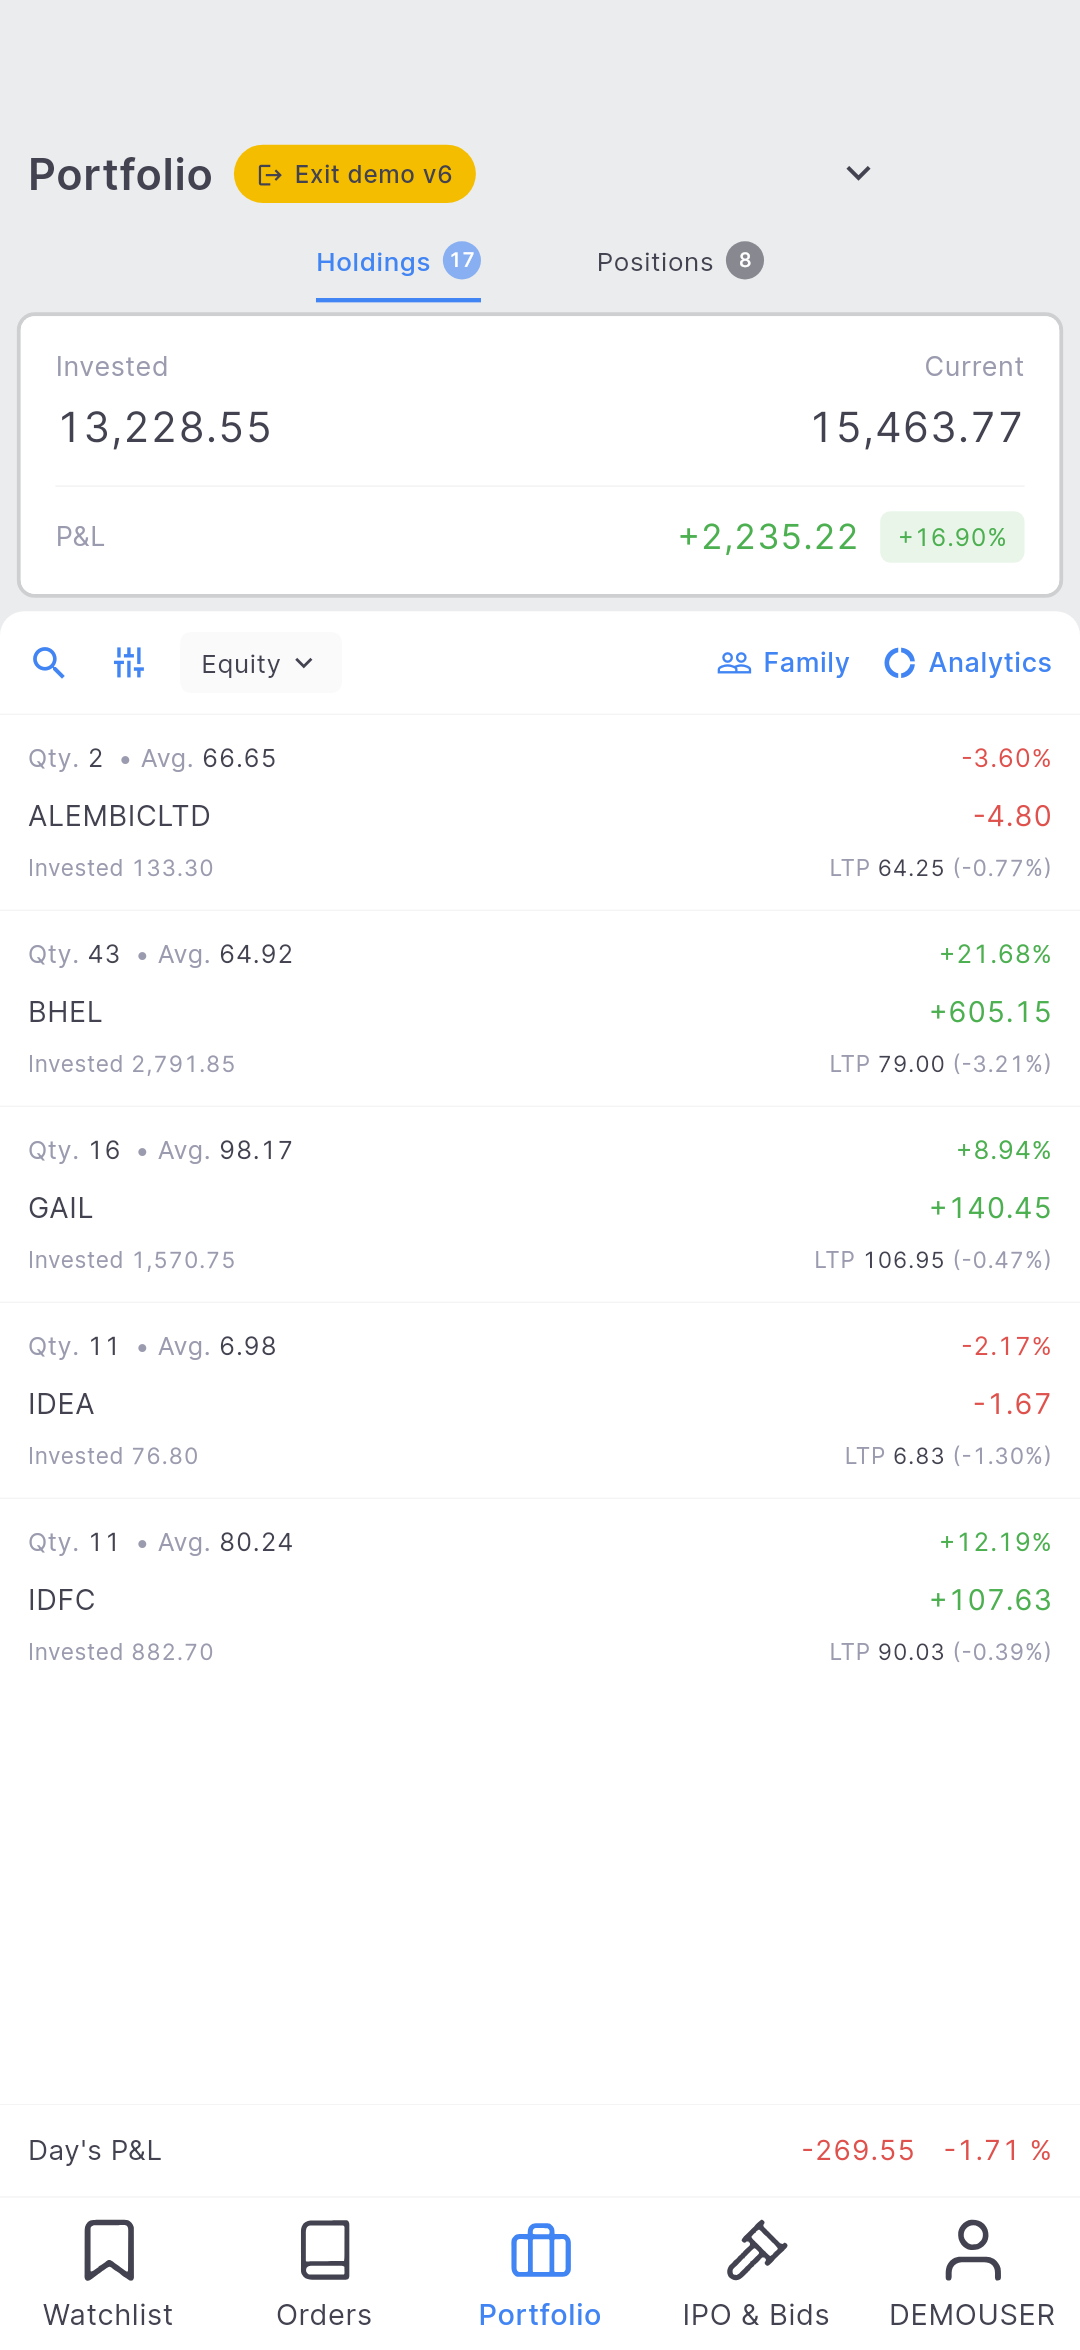 Portfolio Exit demo v6
Holdings 17 Positions 8
Invested Current
13,228.55 15,463.77
P&L +2,235.22 +16.90%
Equity Family Analytics
Qty. 2 • Avg. 66.65 -3.60%
ALEMBICLTD -4.80
Invested 133.30 LTP 64.25 (-0.77%)
Qty. 43 • Avg. 64.92 +21.68%
BHEL +605.15
Invested 2,791.85 LTP 79.00 (-3.21%)
Qty. 16 • Avg. 98.17 +8.94%
GAIL +140.45
Invested 1,570.75 LTP 106.95 (-0.47%)
Qty. 11 • Avg. 6.98 -2.17%
IDEA -1.67
Invested 76.80 LTP 6.83 (-1.30%)
Qty. 11 • Avg. 80.24 +12.19%
IDFC +107.63
Invested 882.70 LTP 90.03 (-0.39%)
Day's P&L -269.55 -1.71 %
Watchlist Orders Portfolio IPO & Bids DEMOUSER